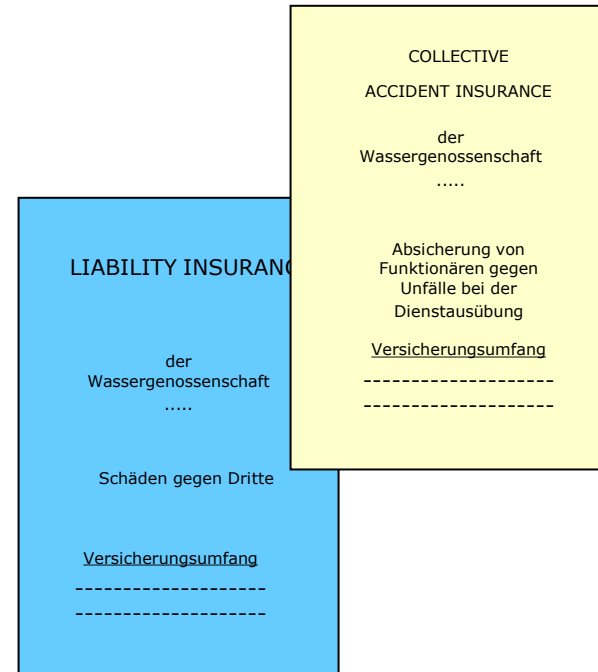 COLLECTIVE
ACCIDENT INSURANCE
der
Wassergenossenschaft
.....
Absicherung von
Funktionären gegen
Unfälle bei der
Dienstausübung
Versicherungsumfang
--------------------
--------------------
LIABILITY INSURANC
der
Wassergenossenschaft
.....
Schäden gegen Dritte
Versicherungsumfang
--------------------
--------------------